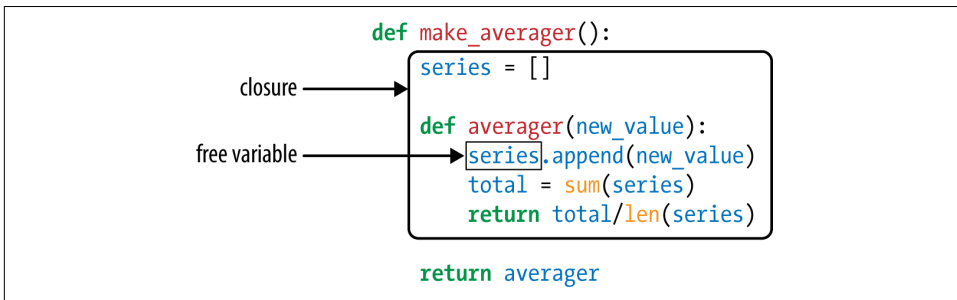 def make_averager():
series = []
closure
def averager(new_value):
free variable
series.append(new_value)
total = sum(series)
return total/len(series)
return averager